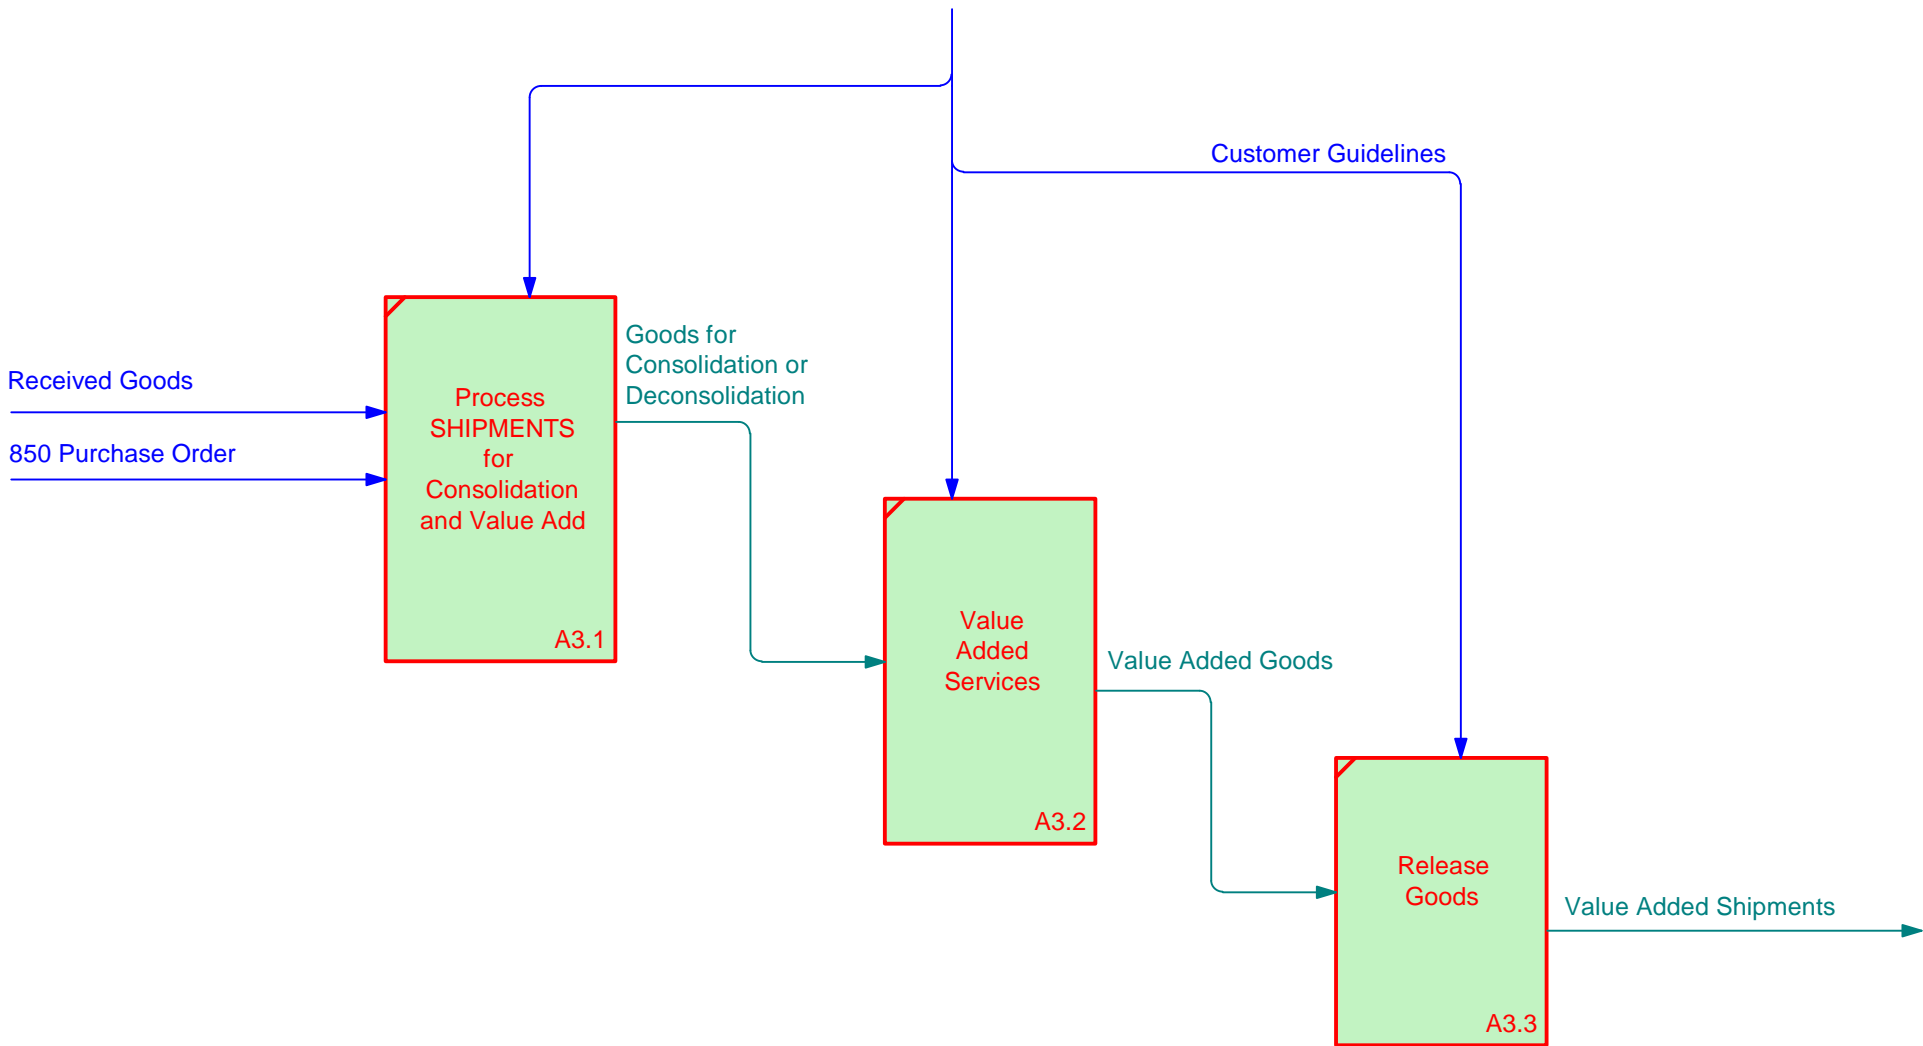 Customer Guidelines
Goods for
Consolidation or
Deconsolidation
Received Goods
850 Purchase Order
Process
SHIPMENTS
for
Consolidation
and Value Add
A3.1
Value
Added
Services
A3.2
Value Added Goods
Release
Goods
A3.3
Value Added Shipments